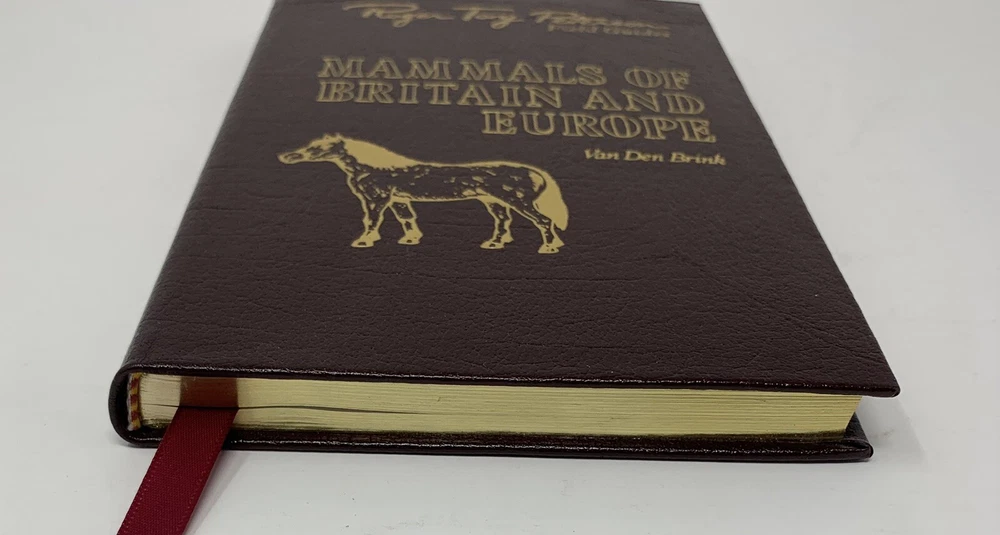 Roger Tory Peterson
Field Guides
MAMMALS OF
BRITAIN AND
EUROPE
Van Den Brink